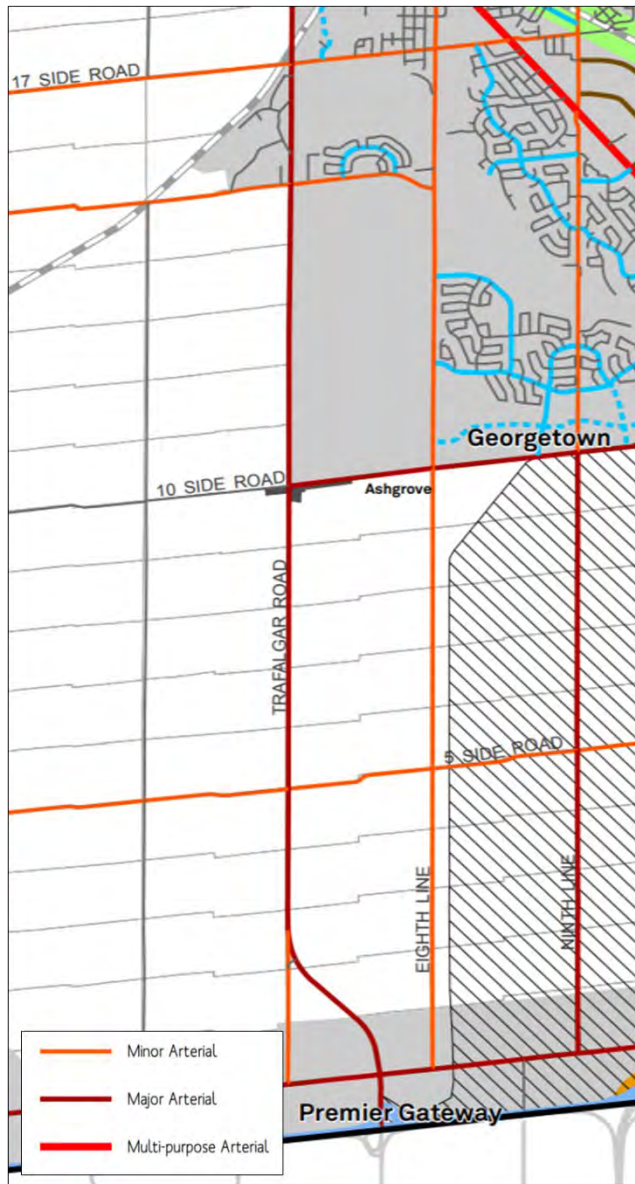 17 SIDE ROAD
Georgetown
10 SIDE ROAD
Ashgrove
TRAFALGAR ROAD
5 SIDE ROAD
EIGHTH LINE
NINTH LINE
Minor Arterial
Major Arterial
Multi-purpose Arterial
Premier Gateway